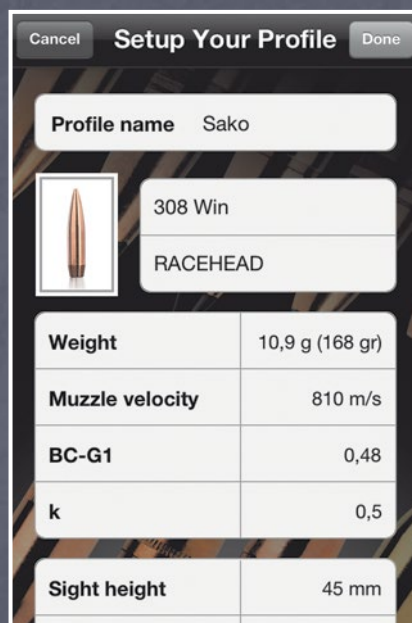 Cancel Setup Your Profile Done
Profile name Sako
308 Win
RACEHEAD
Weight 10,9 g (168 gr)
Muzzle velocity 810 m/s
BC-G1 0,48
k 0,5
Sight height 45 mm